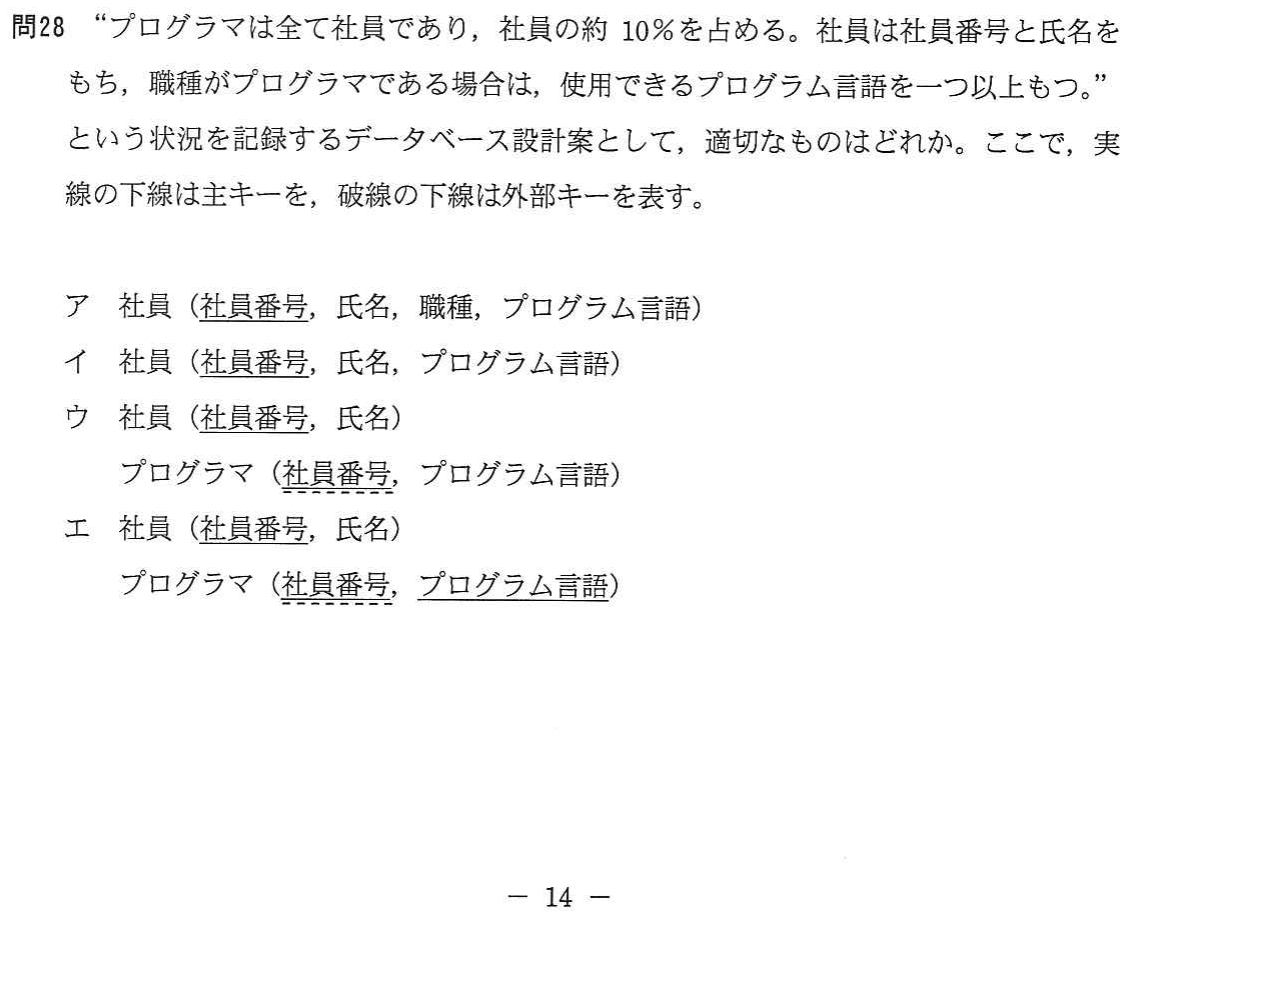 問28 “プログラマは全て社員であり，社員の約 10％を占める。社員は社員番号と氏名を
もち，職種がプログラマである場合は，使用できるプログラム言語を一つ以上もつ。”
という状況を記録するデータベース設計案として，適切なものはどれか。ここで，実
線の下線は主キーを，破線の下線は外部キーを表す。
ア 社員（社員番号，氏名，職種，プログラム言語）
イ 社員（社員番号，氏名，プログラム言語）
ウ 社員（社員番号，氏名）
プログラマ（社員番号，プログラム言語）
エ 社員（社員番号，氏名）
プログラマ（社員番号，プログラム言語）
－ 14 －